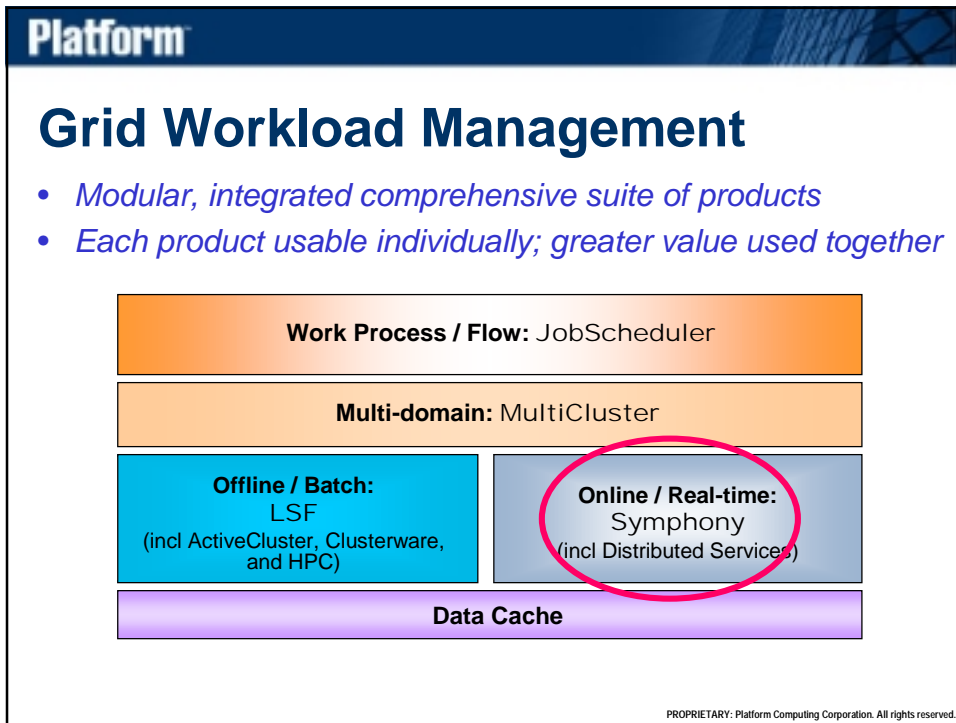 Platform
Grid Workload Management
• Modular, integrated comprehensive suite of products
• Each product usable individually; greater value used together
Work Process / Flow: JobScheduler
Multi-domain: MultiCluster
Offline / Batch:
LSF
(incl ActiveCluster, Clusterware,
and HPC)
Online / Real-time:
Symphony
(incl Distributed Services)
Data Cache
PROPRIETARY: Platform Computing Corporation. All rights reserved.